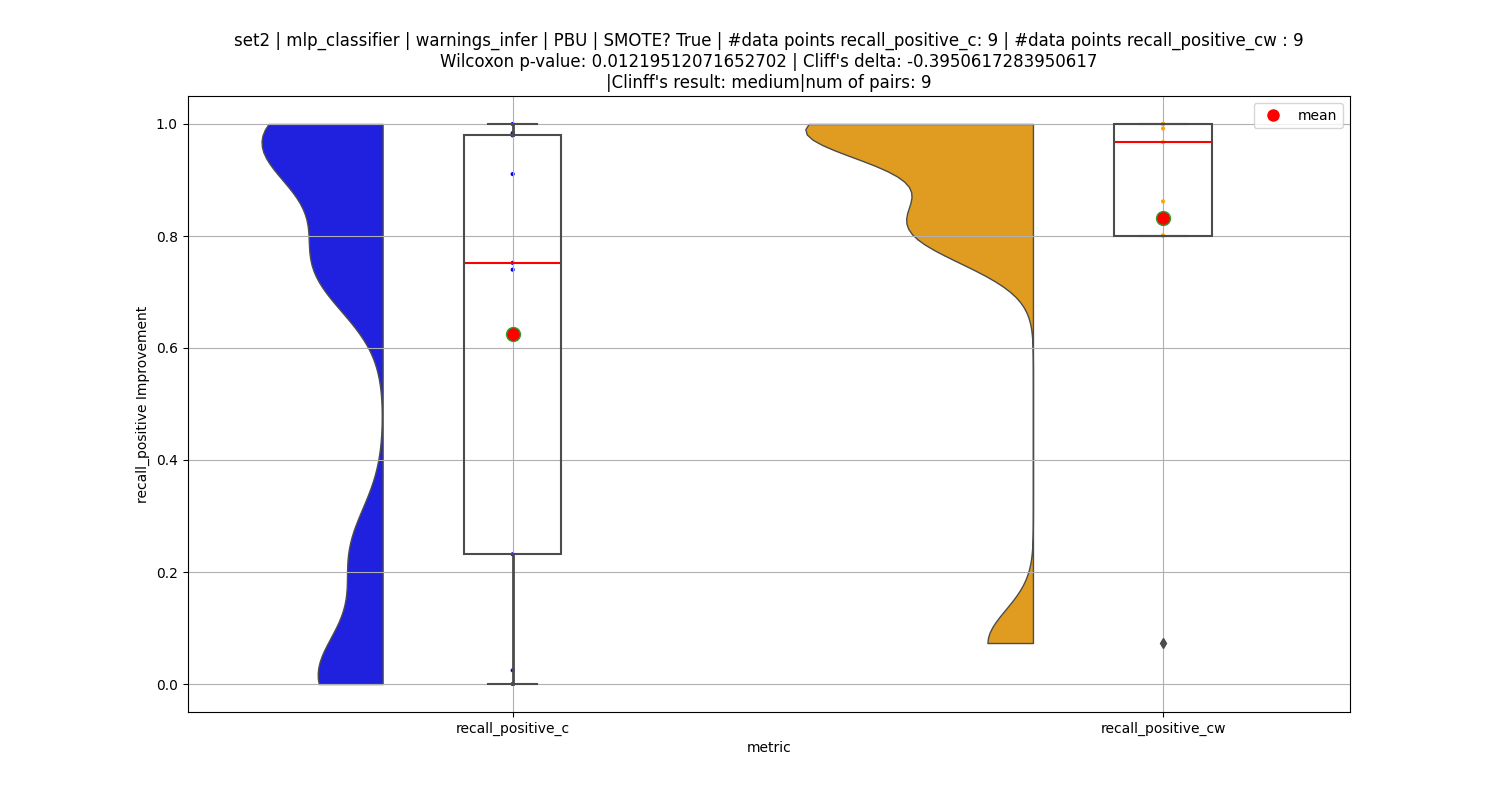 set2 | mlp_classifier | warnings_infer | PBU | SMOTE? True | #data points recall_positive_c: 9 | #data points recall_positive_cw : 9
Wilcoxon p-value: 0.01219512071652702 | Cliff's delta: -0.3950617283950617
|Clinff's result: medium|num of pairs: 9
mean
1.0
0.8
0.6
0.4
0.2
0.0
recall_positive Improvement
recall_positive_c
recall_positive_cw
metric